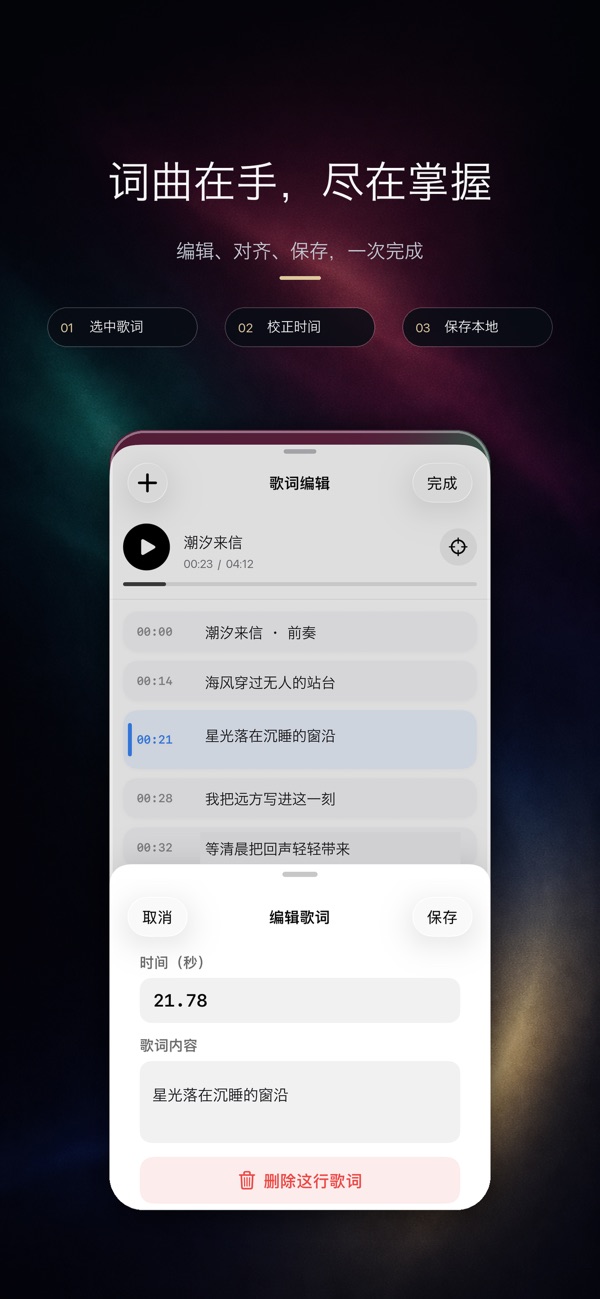 词曲在手，尽在掌握
编辑、对齐、保存，一次完成
01 选中歌词
02 校正时间
03 保存本地
歌词编辑
完成
潮汐来信
00:23 / 04:12
00:00 潮汐来信 · 前奏
00:14 海风穿过无人的站台
00:21 星光落在沉睡的窗沿
00:28 我把远方写进这一刻
00:32 等清晨把回声轻轻带来
取消
编辑歌词
保存
时间（秒）
21.78
歌词内容
星光落在沉睡的窗沿
删除这行歌词